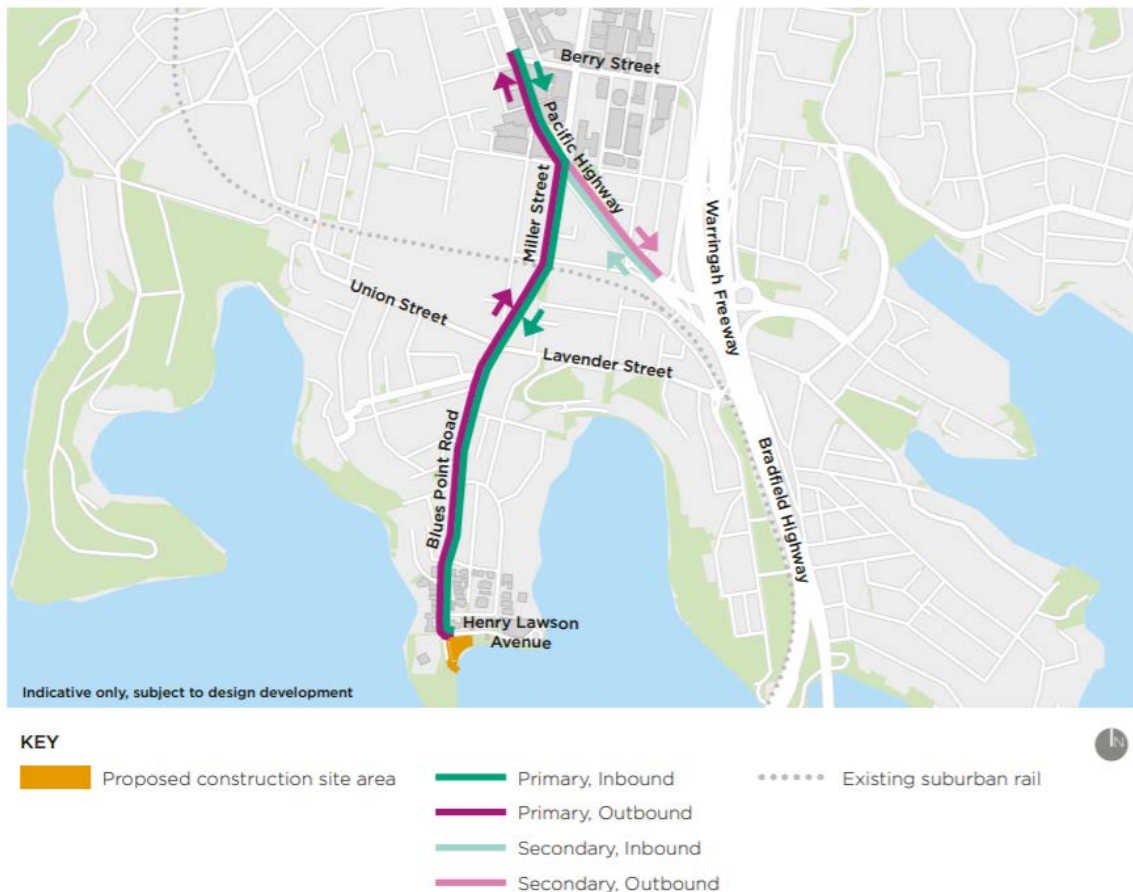 Berry Street
Pacific Highway
Miller Street
Warringah Freeway
Union Street
Lavender Street
Blues Point Road
Bradfield Highway
Henry Lawson
Avenue
Indicative only, subject to design development
KEY
N
Proposed construction site area
Primary, Inbound
Existing suburban rail
Primary, Outbound
Secondary, Inbound
Secondary, Outbound